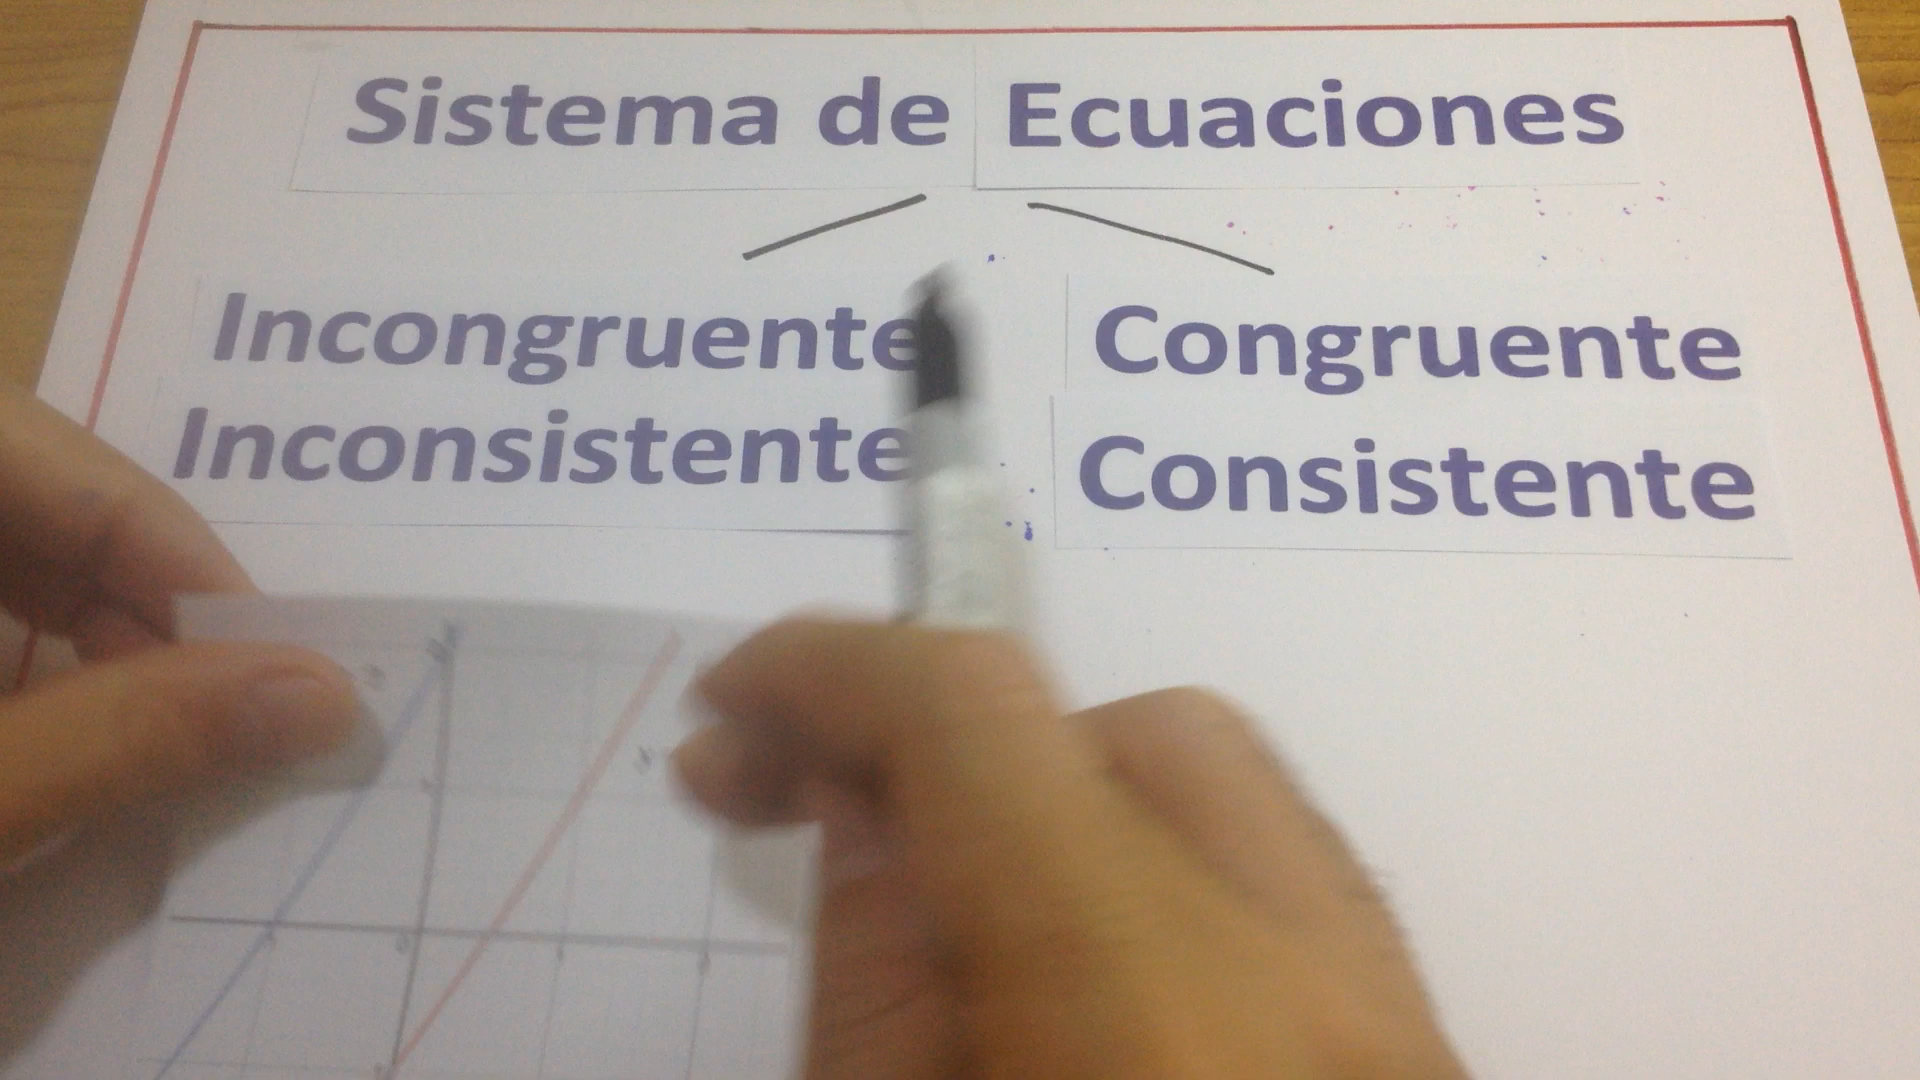 Sistema de Ecuaciones
Incongruente Congruente
Inconsistente Consistente